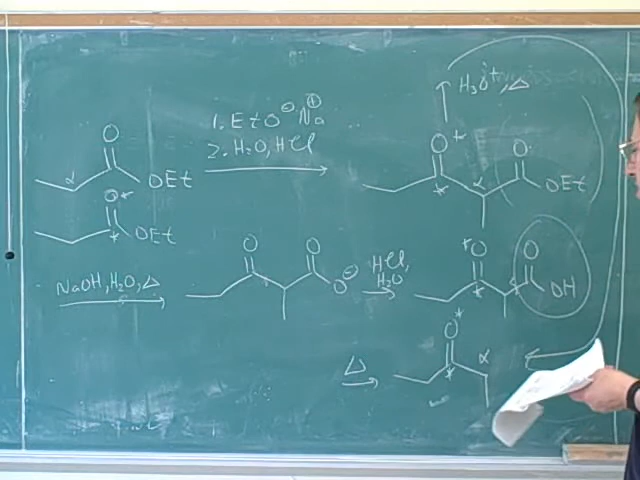 1. EtO⊖Na⊕
2. H₂O, HCl
H₃O⁺, Δ
O
α
OEt
O*
*
OEt
O*
*
α
O
OEt
NaOH, H₂O, Δ
O
O
O⊖
HCl,
H₂O
*O
*
O
OH
Δ
O*
*
α